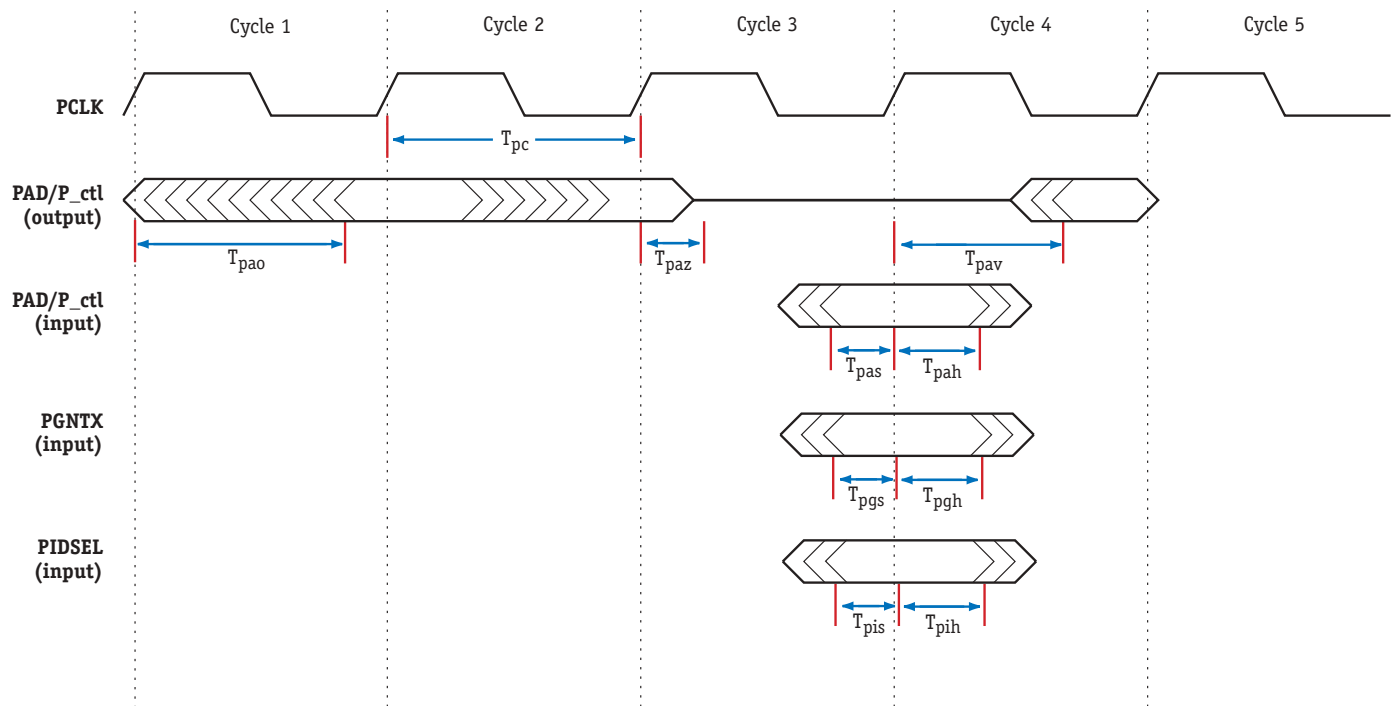 Cycle 1 Cycle 2 Cycle 3 Cycle 4 Cycle 5
PCLK
Tpc
PAD/P_ctl
(output)
Tpao Tpaz Tpav
PAD/P_ctl
(input)
Tpas Tpah
PGNTX
(input)
Tpgs Tpgh
PIDSEL
(input)
Tpis Tpih